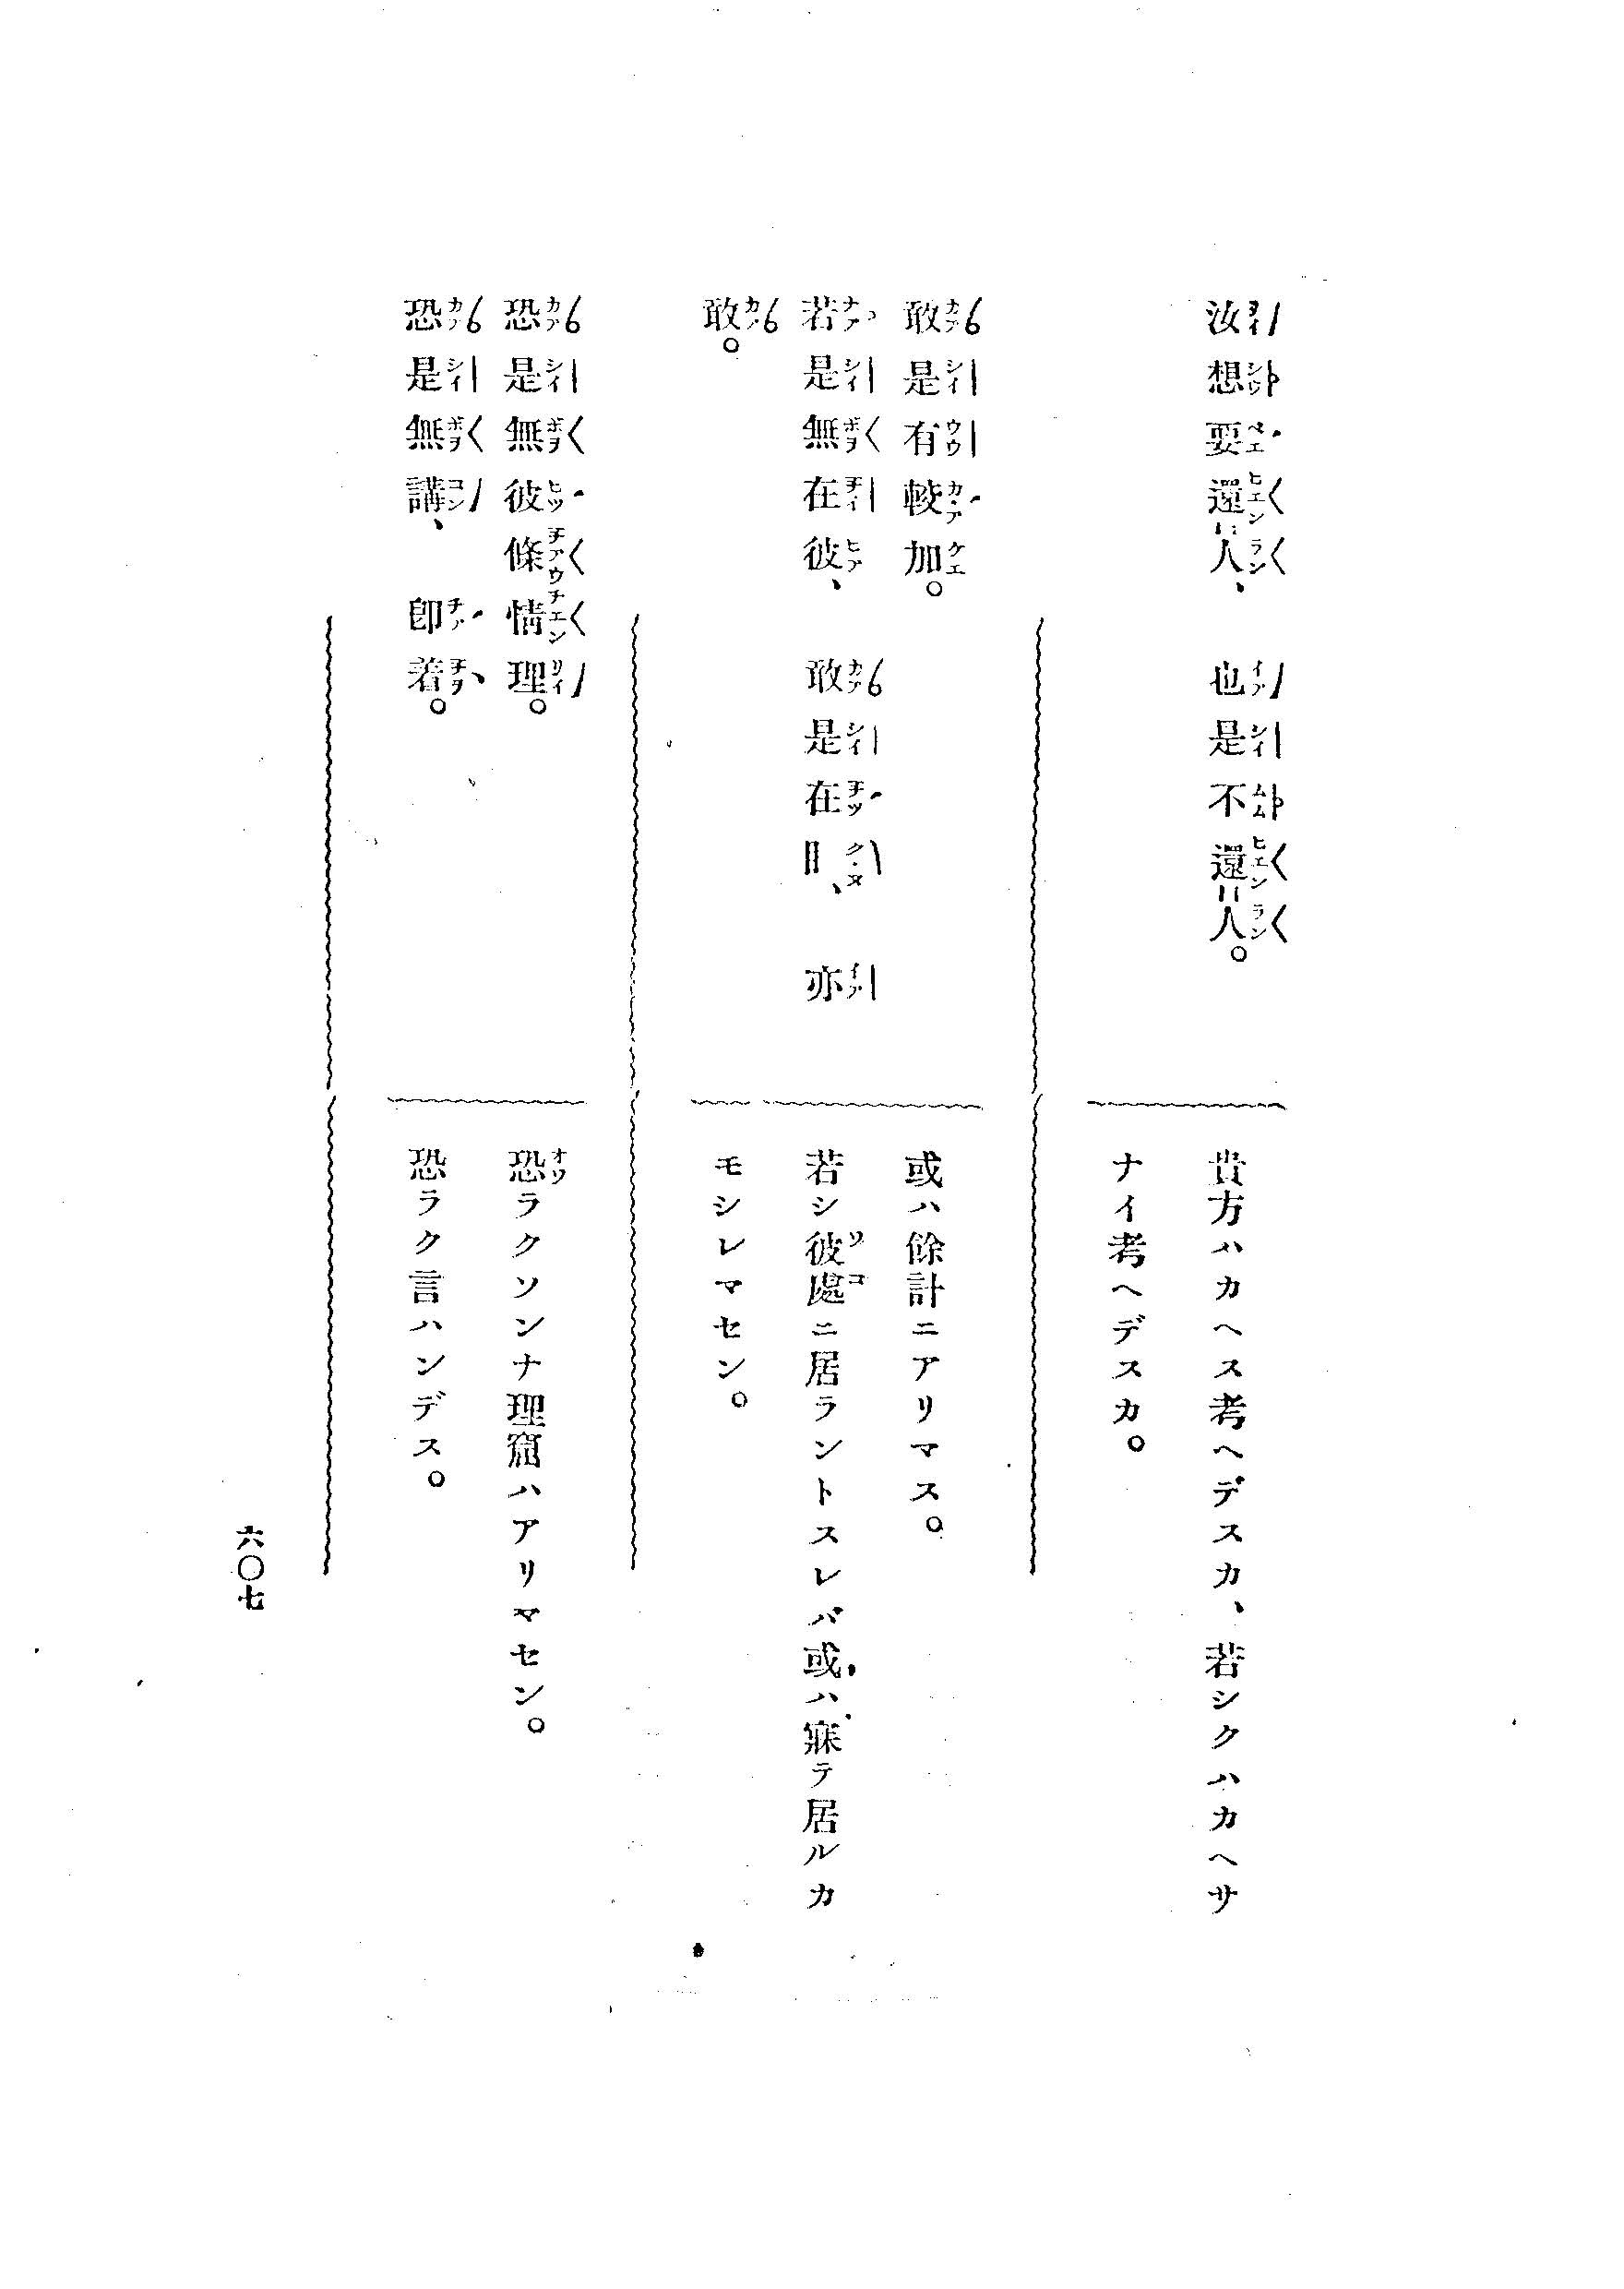 汝想要還人、也是不還人。
貴方ハカヘス考ヘデスカ、若シクハカヘサ
ナイ考ヘデスカ。
敢是有較加。
或ハ餘計ニアリマス。
若是無在彼、敢是在𥅽、亦
敢。
若シ彼處ニ居ラントスレバ或ハ寐テ居ルカ
モシレマセン。
恐是無彼條情理。
恐ラクソンナ理窟ハアリマセン。
恐是無講、卽着。
恐ラク言ハンデス。
六〇七